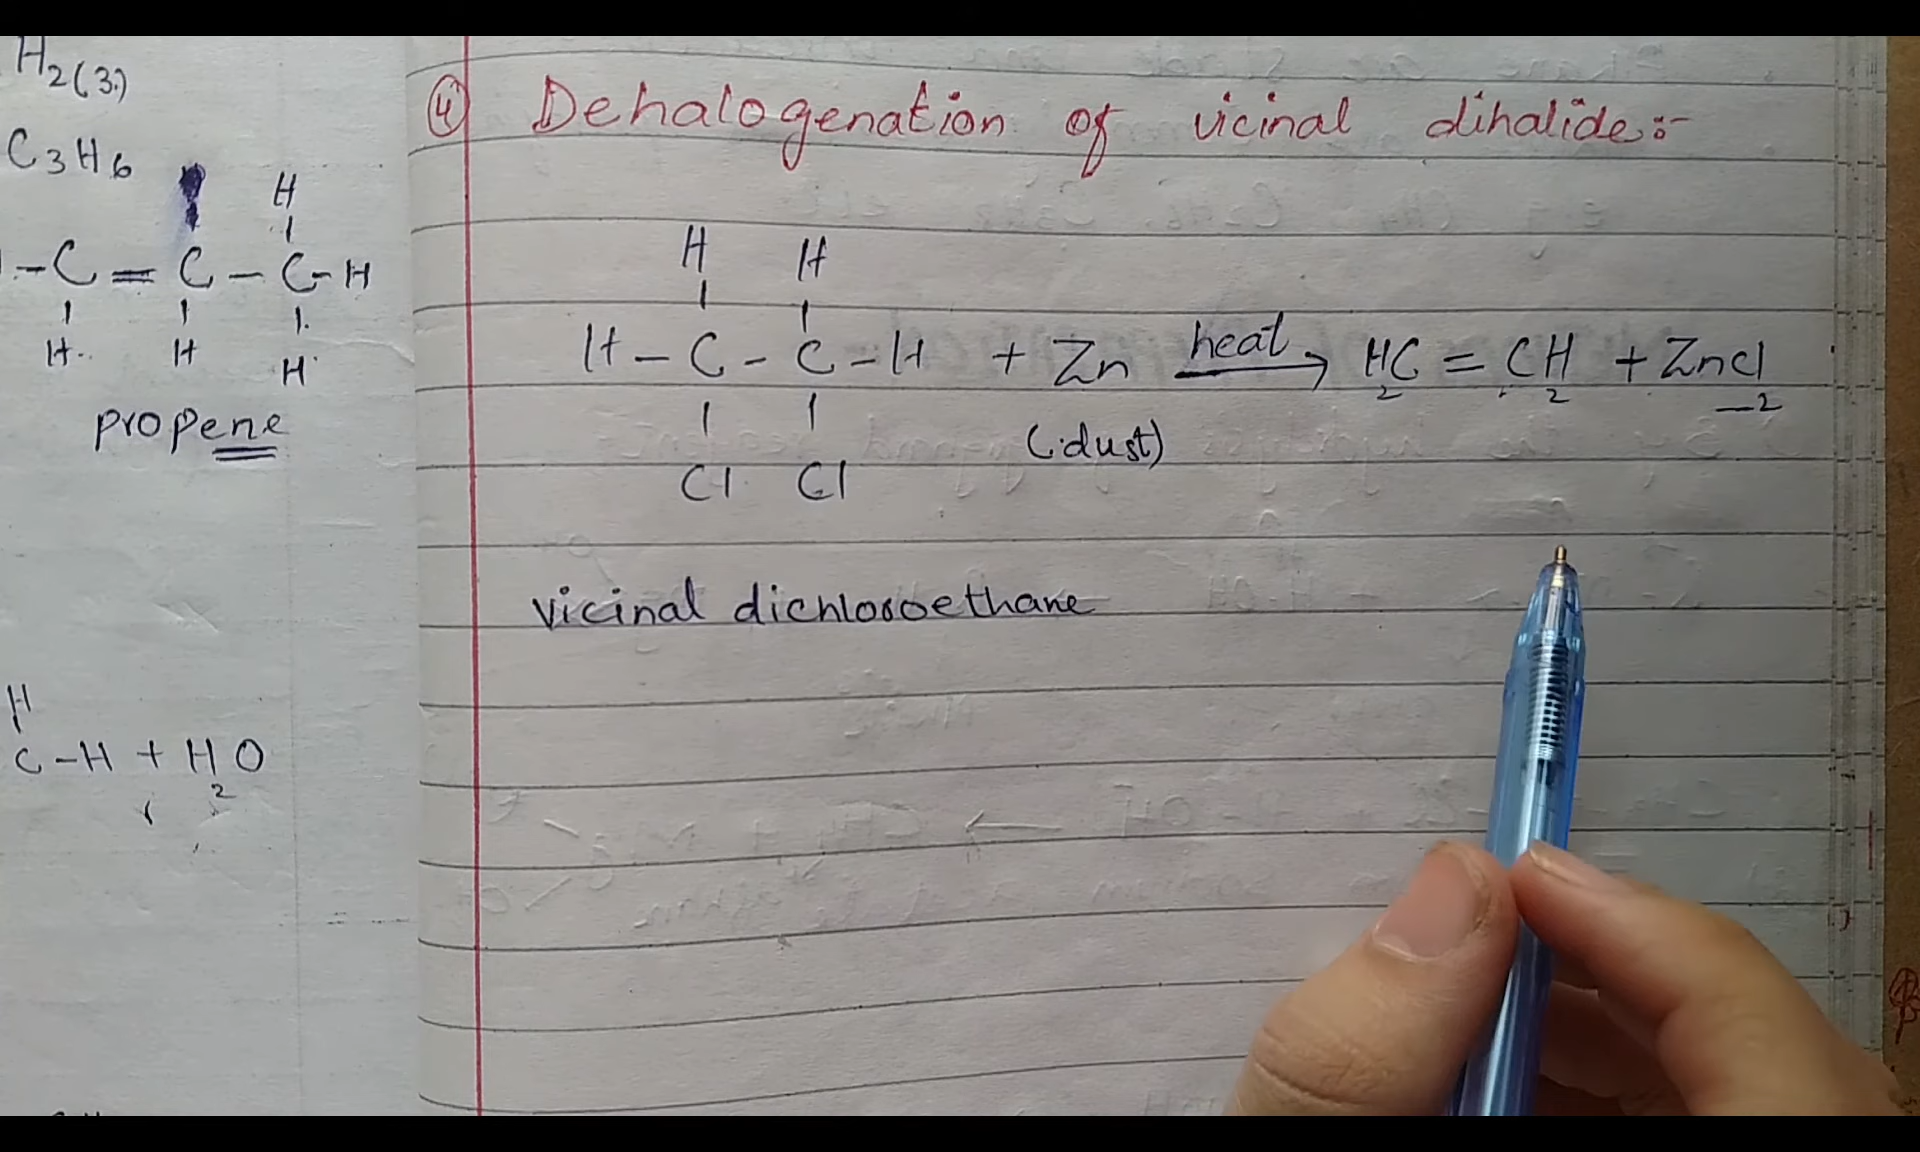 H2(3.)
C3H6
H
-C = C - C-H
H H H
propene
H
C-H + H2O
④ Dehalogenation of vicinal dihalide:-
H H
H - C - C - H + Zn heat → H2C = CH2 + ZnCl2
(dust)
Cl Cl
vicinal dichloroethane